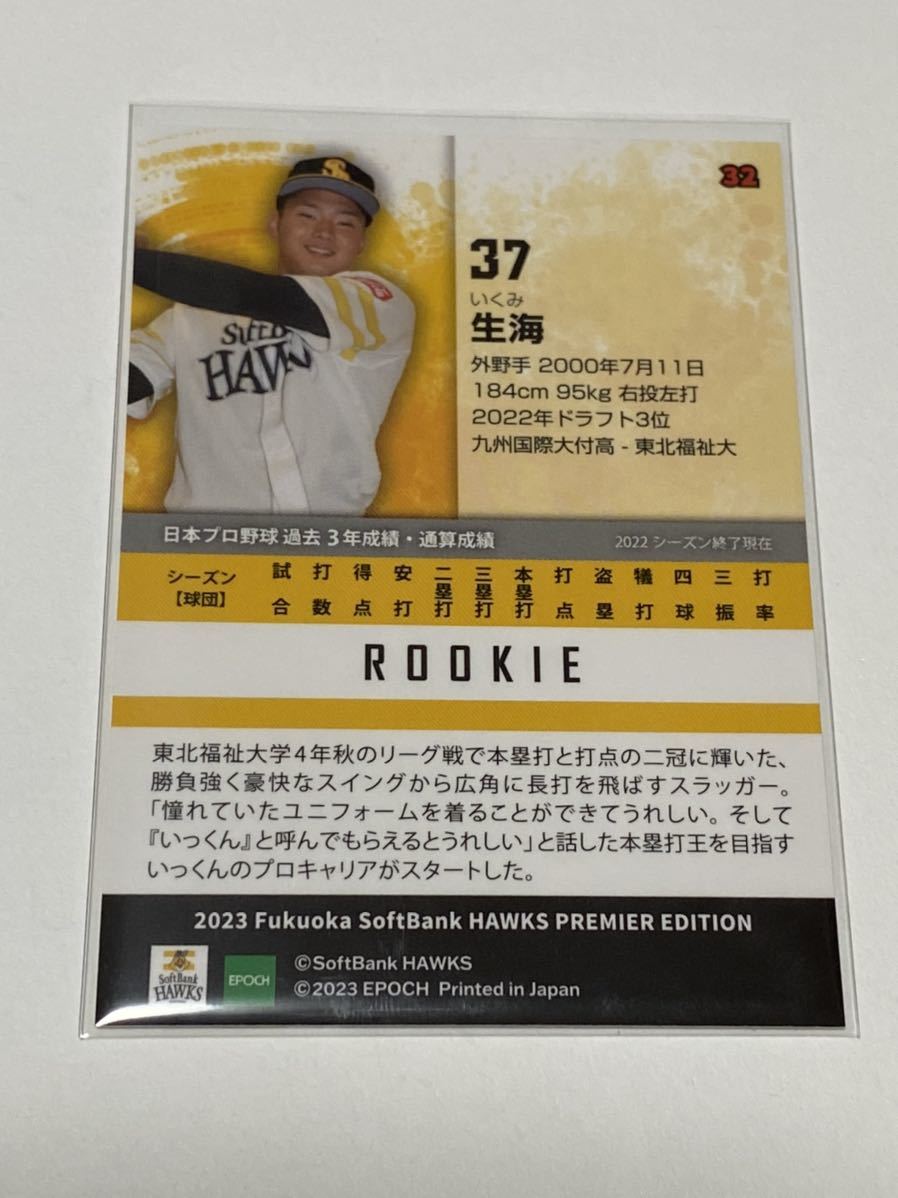 32
37
いくみ
生海
外野手 2000年7月11日
184cm 95kg 右投左打
2022年ドラフト3位
九州国際大付高 - 東北福祉大
SB
HAWKS
日本プロ野球 過去 3年成績・通算成績
2022 シーズン終了現在
シーズン【球団】 試合 打数 得点 安打 二塁打 三塁打 本塁打 打点 盗塁 犠打 四球 三振 打率
ROOKIE
東北福祉大学4年秋のリーグ戦で本塁打と打点の二冠に輝いた、
勝負強く豪快なスイングから広角に長打を飛ばすスラッガー。
「憧れていたユニフォームを着ることができてうれしい。そして
『いっくん』と呼んでもらえるとうれしい」と話した本塁打王を目指す
いっくんのプロキャリアがスタートした。
2023 Fukuoka SoftBank HAWKS PREMIER EDITION
SoftBank
HAWKS
EPOCH
©SoftBank HAWKS
©2023 EPOCH Printed in Japan